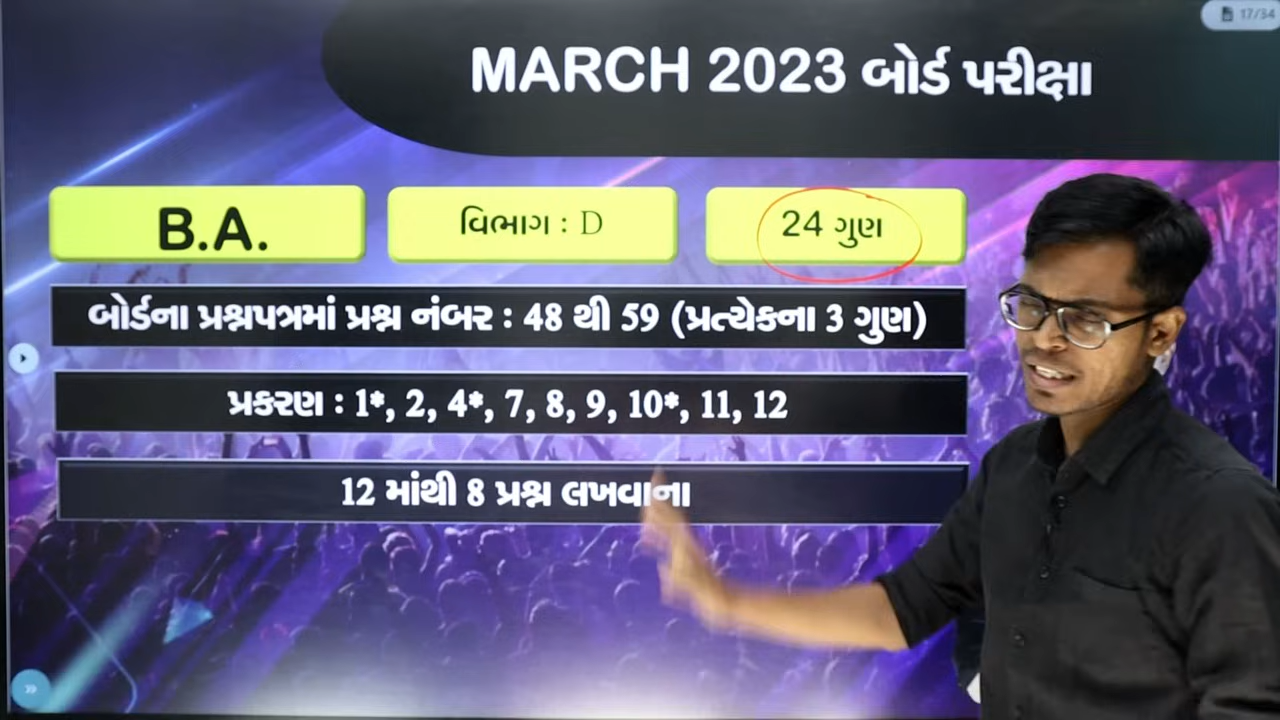 17/34
MARCH 2023 બોર્ડ પરીક્ષા
B.A.
વિભાગ : D
24 ગુણ
બોર્ડના પ્રશ્નપત્રમાં પ્રશ્ન નંબર : 48 થી 59 (પ્રત્યેકના 3 ગુણ)
પ્રકરણ : 1*, 2, 4*, 7, 8, 9, 10*, 11, 12
12 માંથી 8 પ્રશ્ન લખવાના